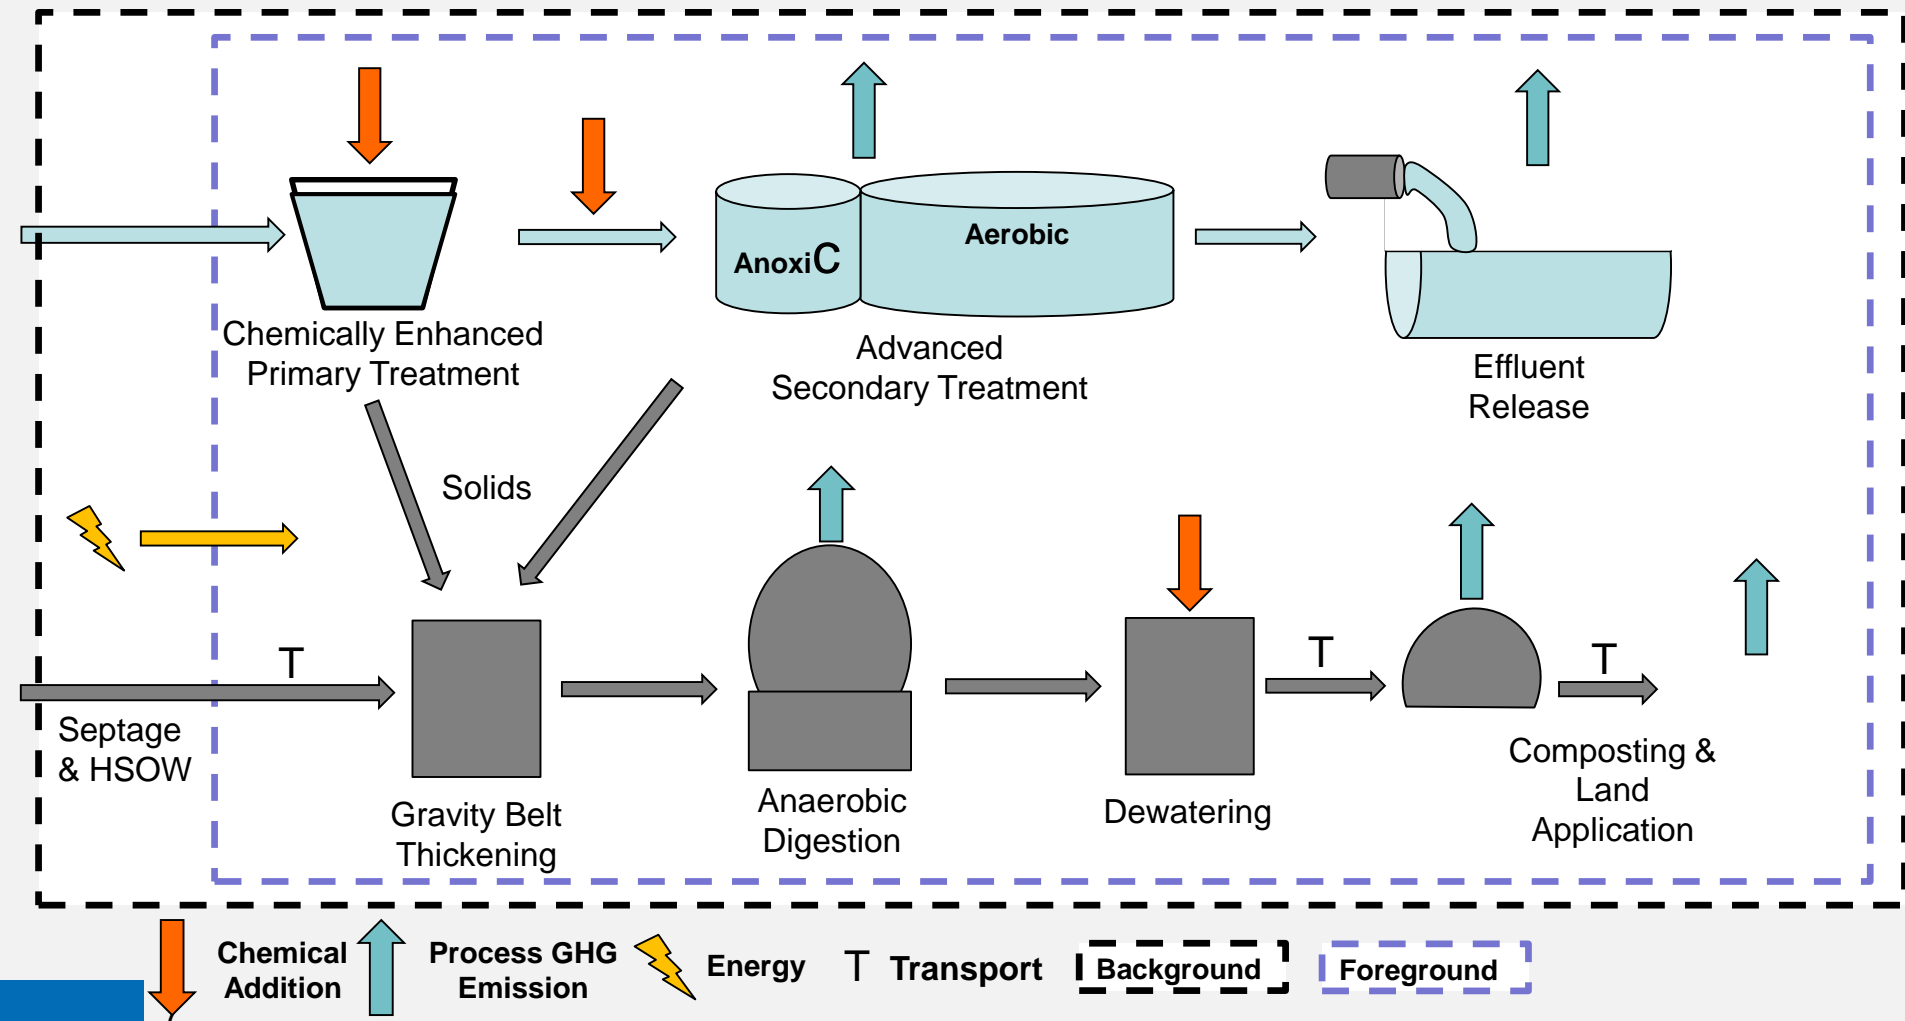 AnoxiC
Aerobic
Chemically Enhanced
Primary Treatment
Advanced
Secondary Treatment
Effluent
Release
Solids
T
T
T
Septage
& HSOW
Gravity Belt
Thickening
Anaerobic
Digestion
Dewatering
Composting &
Land
Application
Chemical
Addition
Process GHG
Emission
Energy
T Transport
Background
Foreground